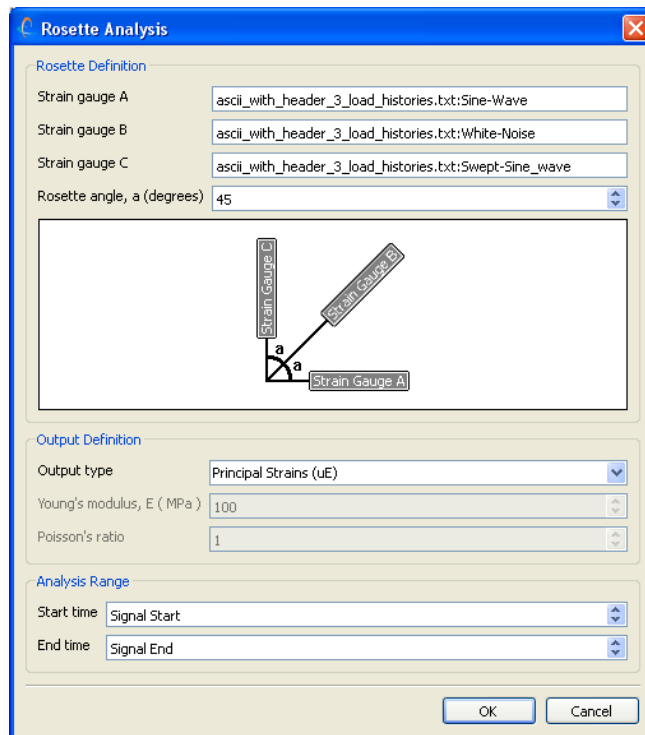 Rosette Analysis
Rosette Definition
Strain gauge A ascii_with_header_3_load_histories.txt:Sine-Wave
Strain gauge B ascii_with_header_3_load_histories.txt:White-Noise
Strain gauge C ascii_with_header_3_load_histories.txt:Swept-Sine_wave
Rosette angle, a (degrees) 45
Strain Gauge C
Strain Gauge B
a
a
Strain Gauge A
Output Definition
Output type Principal Strains (uE)
Young's modulus, E ( MPa ) 100
Poisson's ratio 1
Analysis Range
Start time Signal Start
End time Signal End
OK Cancel